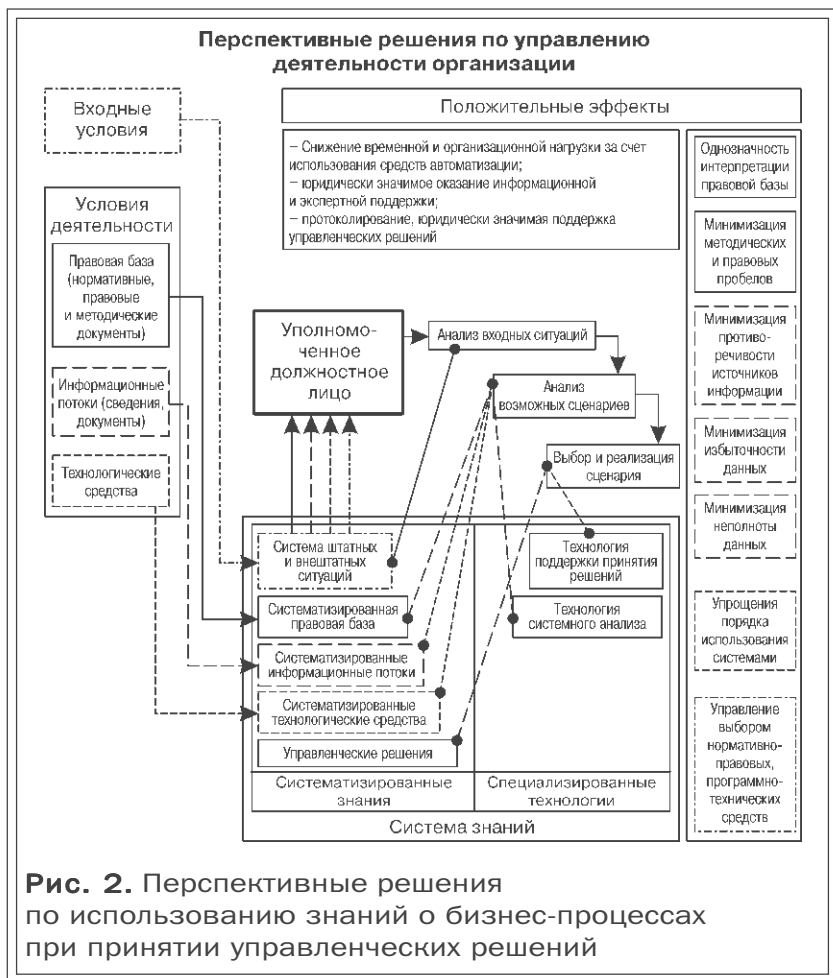 Перспективные решения по управлению
деятельности организации
Входные
условия
Положительные эффекты
– Снижение временной и организационной нагрузки за счет
использования средств автоматизации;
– юридически значимое оказание информационной
и экспертной поддержки;
– протоколирование, юридически значимая поддержка
управленческих решений
Однозначность
интерпретации
правовой базы
Минимизация
методических
и правовых
пробелов
Минимизация
противо-
речивости
источников
информации
Минимизация
избыточности
данных
Минимизация
неполноты
данных
Упрощения
порядка
использования
системами
Управление
выбором
нормативно-
правовых,
программно-
технических
средств
Условия
деятельности
Правовая база
(нормативные,
правовые
и методические
документы)
Информационные
потоки (сведения,
документы)
Технологические
средства
Уполномо-
ченное
должностное
лицо
Анализ входных ситуаций
Анализ
возможных сценариев
Выбор и реализация
сценария
Система штатных
и внештатных
ситуаций
Систематизированная
правовая база
Систематизированные
информационные потоки
Систематизированные
технологические средства
Управленческие решения
Технология
поддержки принятия
решений
Технология
системного анализа
Систематизированные
знания
Специализированные
технологии
Система знаний
Рис. 2. Перспективные решения
по использованию знаний о бизнес-процессах
при принятии управленческих решений